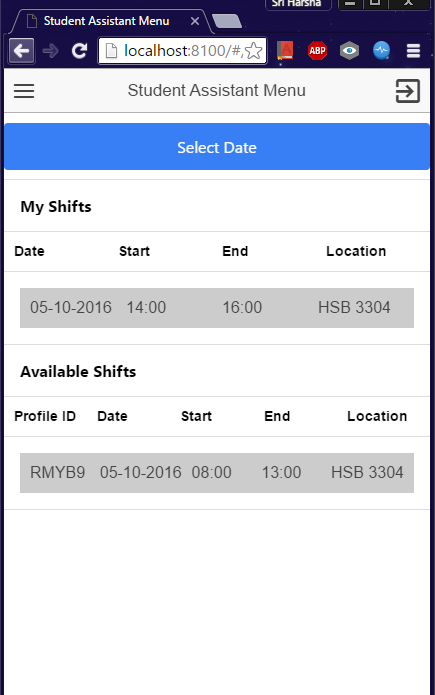 Sri Harsha
Student Assistant Menu
localhost:8100/#/
ABP
Student Assistant Menu
Select Date
My Shifts
Date Start End Location
05-10-2016 14:00 16:00 HSB 3304
Available Shifts
Profile ID Date Start End Location
RMYB9 05-10-2016 08:00 13:00 HSB 3304